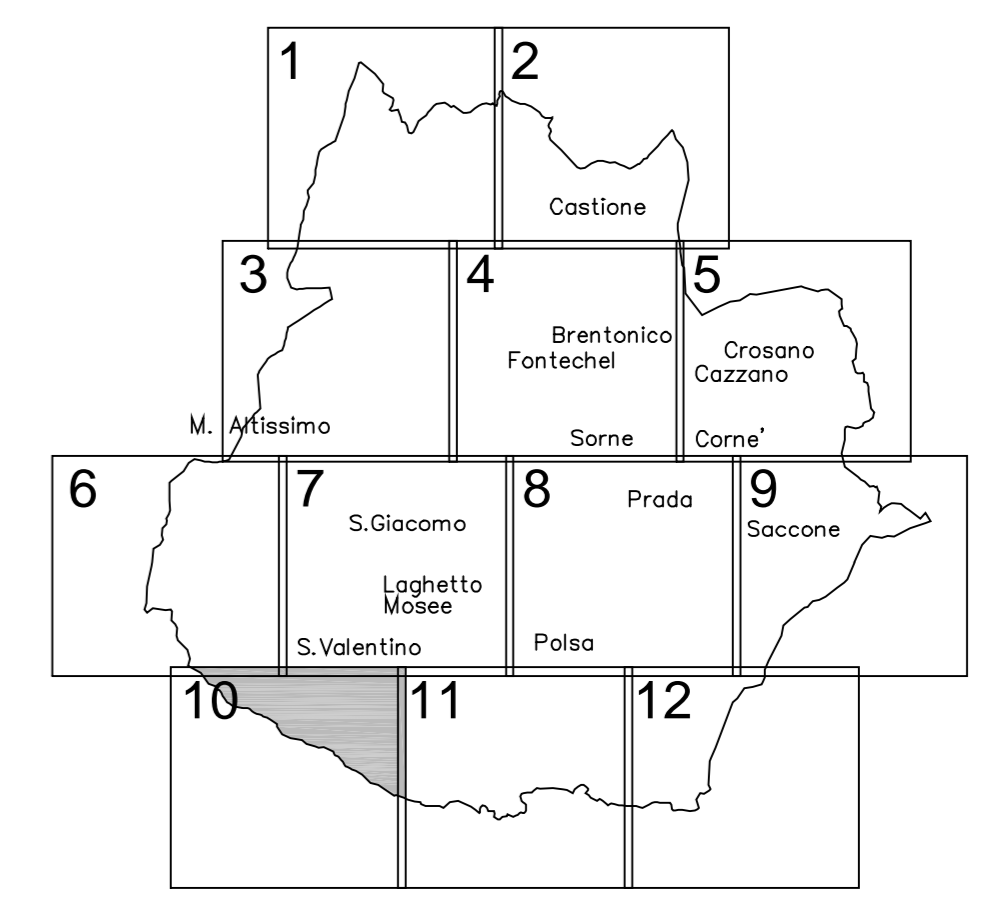 1
2
Castione
3
4
5
Brentonico
Fontechel
Crosano
Cazzano
M. Altissimo
Sorne
Corne'
6
7
8
9
Prada
S.Giacomo
Saccone
Laghetto
Mosee
S.Valentino
Polsa
10
11
12